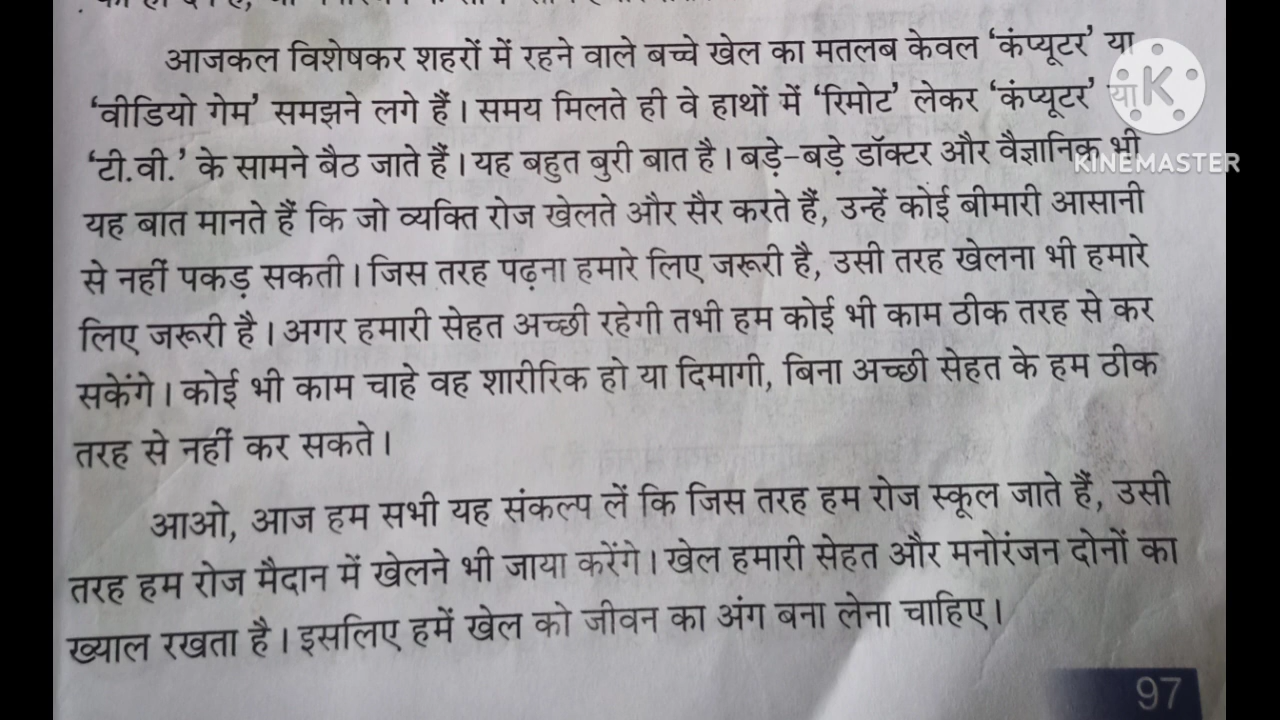 आजकल विशेषकर शहरों में रहने वाले बच्चे खेल का मतलब केवल ‘कंप्यूटर’ या
‘वीडियो गेम’ समझने लगे हैं। समय मिलते ही वे हाथों में ‘रिमोट’ लेकर ‘कंप्यूटर’ या
‘टी.वी.’ के सामने बैठ जाते हैं। यह बहुत बुरी बात है। बड़े-बड़े डॉक्टर और वैज्ञानिक भी
KINEMASTER
यह बात मानते हैं कि जो व्यक्ति रोज खेलते और सैर करते हैं, उन्हें कोई बीमारी आसानी
से नहीं पकड़ सकती। जिस तरह पढ़ना हमारे लिए जरूरी है, उसी तरह खेलना भी हमारे
लिए जरूरी है। अगर हमारी सेहत अच्छी रहेगी तभी हम कोई भी काम ठीक तरह से कर
सकेंगे। कोई भी काम चाहे वह शारीरिक हो या दिमागी, बिना अच्छी सेहत के हम ठीक
तरह से नहीं कर सकते।
आओ, आज हम सभी यह संकल्प लें कि जिस तरह हम रोज स्कूल जाते हैं, उसी
तरह हम रोज मैदान में खेलने भी जाया करेंगे। खेल हमारी सेहत और मनोरंजन दोनों का
ख्याल रखता है। इसलिए हमें खेल को जीवन का अंग बना लेना चाहिए।
97